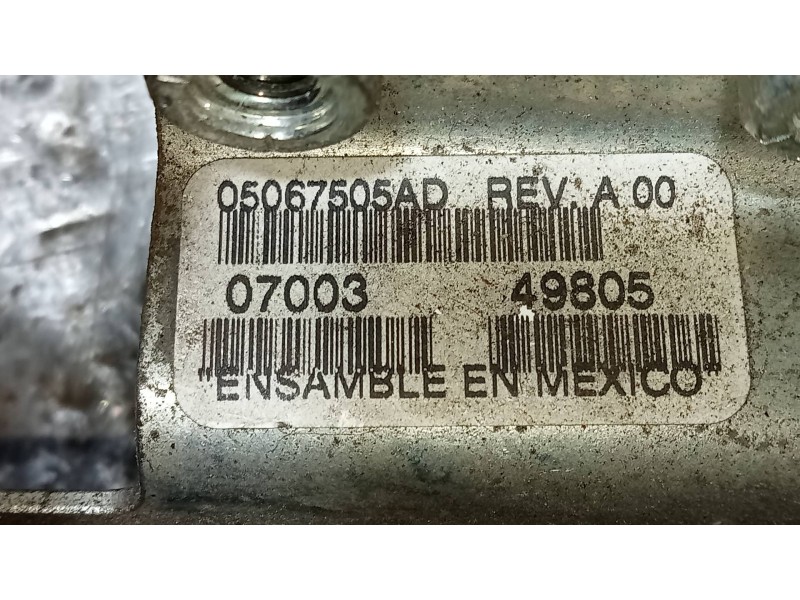 05067505AD REV. A 00
07003 49805
"ENSAMBLE EN MEXICO"